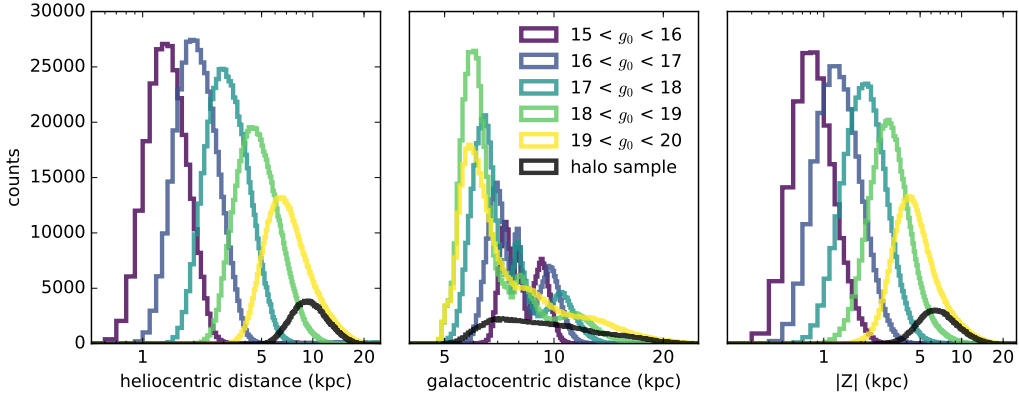 30000
25000
20000
15000
10000
5000
0
counts
1 5 10 20
heliocentric distance (kpc)
15 < g₀ < 16
16 < g₀ < 17
17 < g₀ < 18
18 < g₀ < 19
19 < g₀ < 20
halo sample
5 10 20
galactocentric distance (kpc)
1 5 10 20
|Z| (kpc)